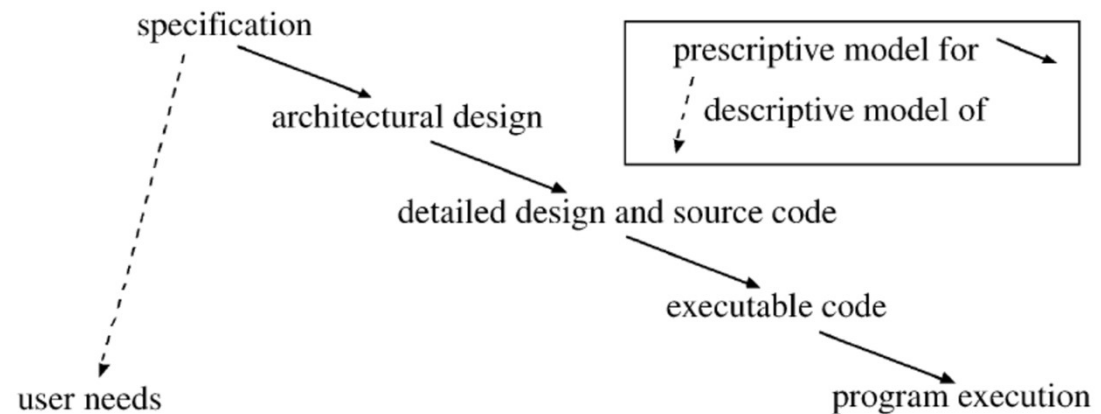 specification
prescriptive model for
descriptive model of
architectural design
detailed design and source code
executable code
user needs
program execution